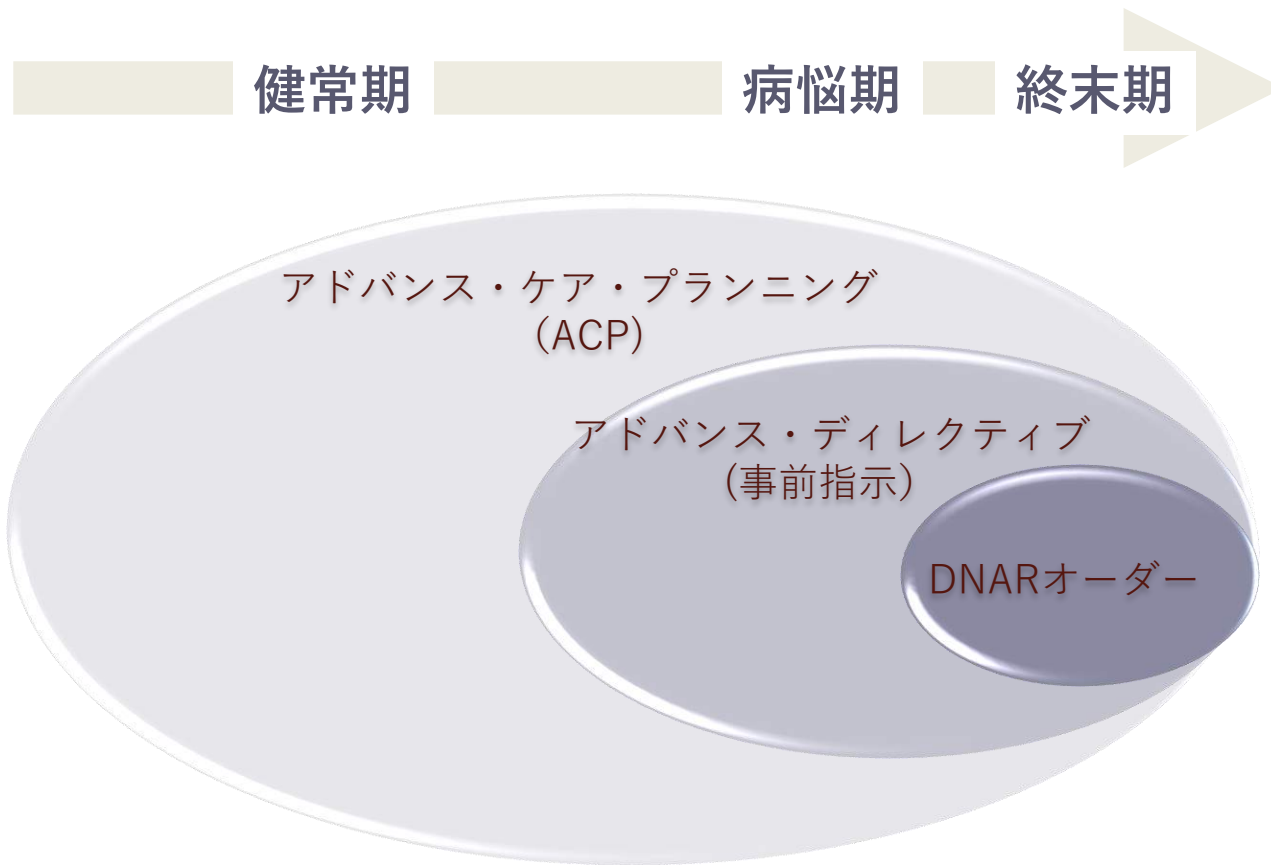 健常期 病悩期 終末期
アドバンス・ケア・プランニング
（ACP）
アドバンス・ディレクティブ
(事前指示）
DNARオーダー